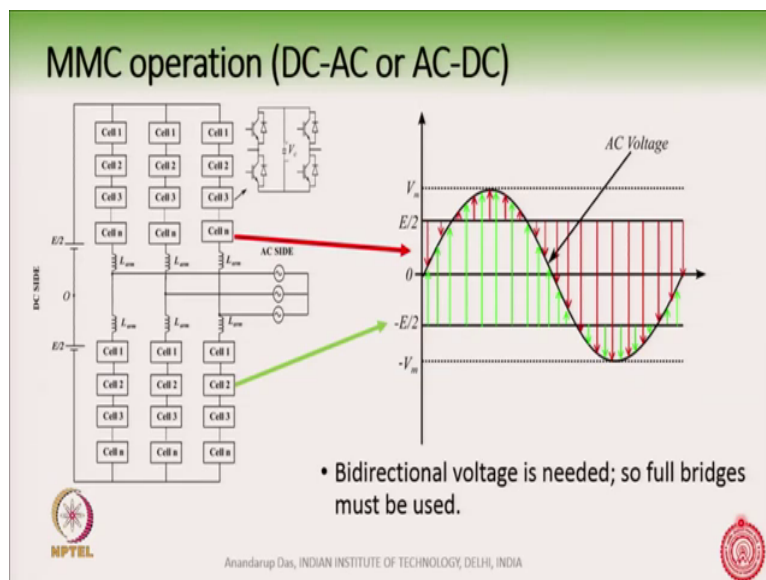 MMC operation (DC-AC or AC-DC)
Cell 1 Cell 1 Cell 1
Cell 2 Cell 2 Cell 2
Cell 3 Cell 3 Cell 3
Cell n Cell n Cell n
V_c
E/2
L_arm L_arm L_arm
AC SIDE
DC SIDE
O
L_arm L_arm L_arm
E/2
Cell 1 Cell 1 Cell 1
Cell 2 Cell 2 Cell 2
Cell 3 Cell 3 Cell 3
Cell n Cell n Cell n
AC Voltage
V_m
E/2
0
-E/2
-V_m
• Bidirectional voltage is needed; so full bridges
must be used.
NPTEL
Anandarup Das, INDIAN INSTITUTE OF TECHNOLOGY, DELHI, INDIA